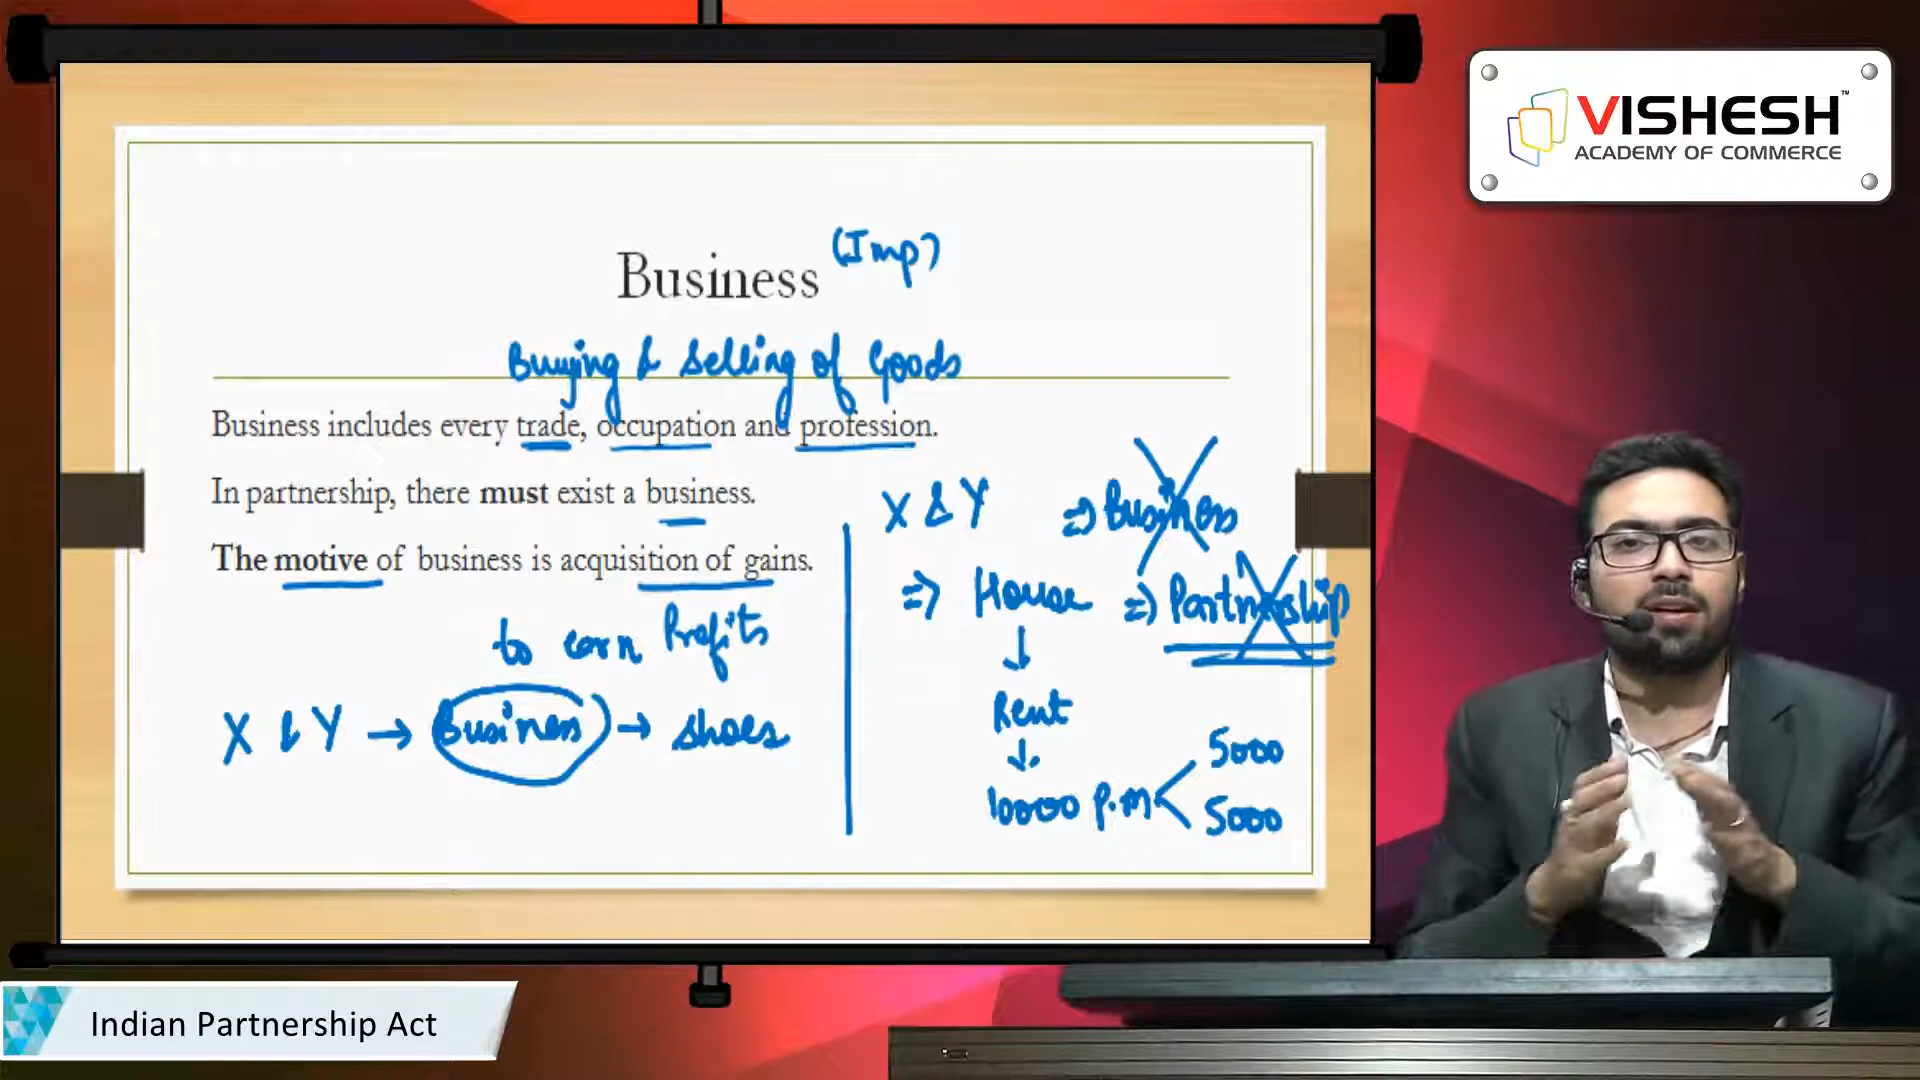 VISHESH™
ACADEMY OF COMMERCE
Business (Imp)
Buying & Selling of Goods
Business includes every trade, occupation and profession.
In partnership, there must exist a business.
The motive of business is acquisition of gains.
to earn Profits
X & Y → Business → shoes
X & Y ⇒ Business
⇒ House ⇒ Partnership
↓
Rent
↓
10000 P.M < 5000
5000
Indian Partnership Act